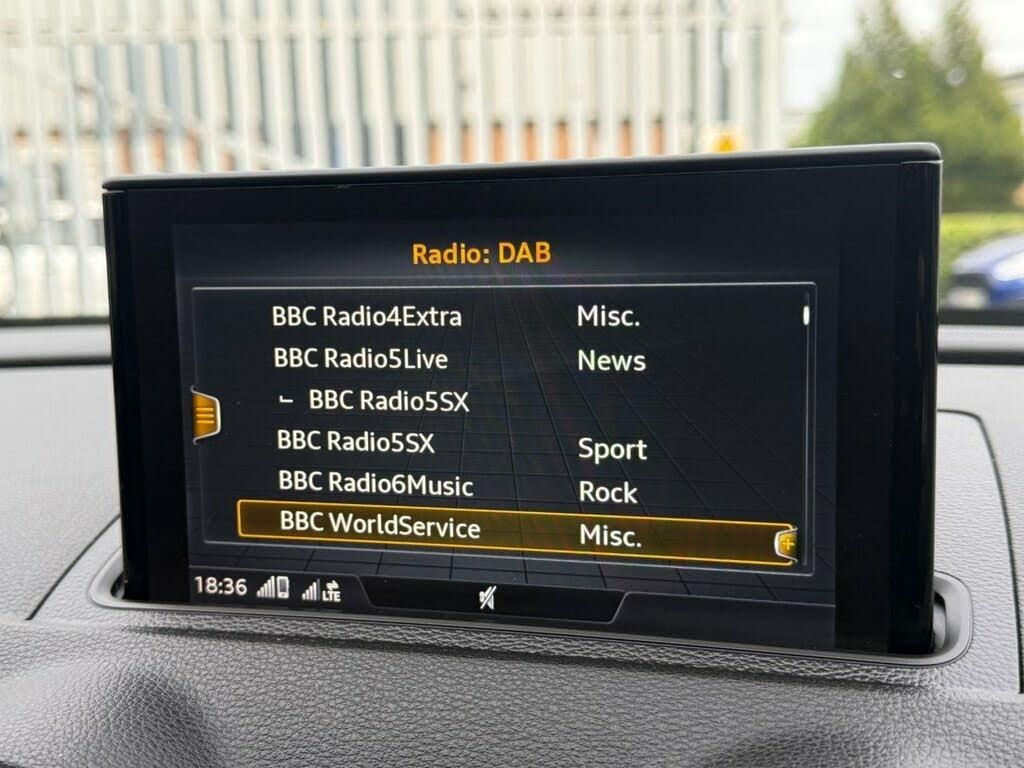 Radio: DAB
BBC Radio4Extra Misc.
BBC Radio5Live News
BBC Radio5SX
BBC Radio5SX Sport
BBC Radio6Music Rock
BBC WorldService Misc.
18:36 LTE